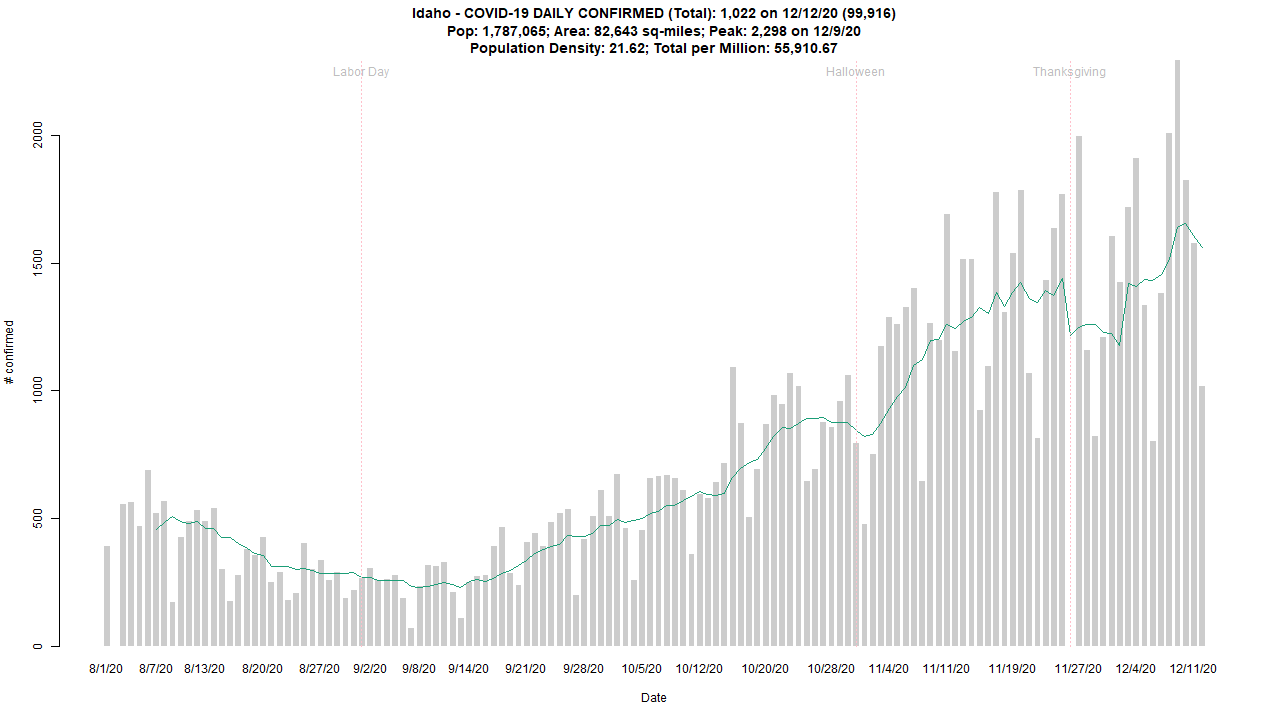 Idaho - COVID-19 DAILY CONFIRMED (Total): 1,022 on 12/12/20 (99,916)
Pop: 1,787,065; Area: 82,643 sq-miles; Peak: 2,298 on 12/9/20
Population Density: 21.62; Total per Million: 55,910.67
Labor Day Halloween Thanksgiving
2000
1500
1000
500
0
# confirmed
8/1/20 8/7/20 8/13/20 8/20/20 8/27/20 9/2/20 9/8/20 9/14/20 9/21/20 9/28/20 10/5/20 10/12/20 10/20/20 10/28/20 11/4/20 11/11/20 11/19/20 11/27/20 12/4/20 12/11/20
Date